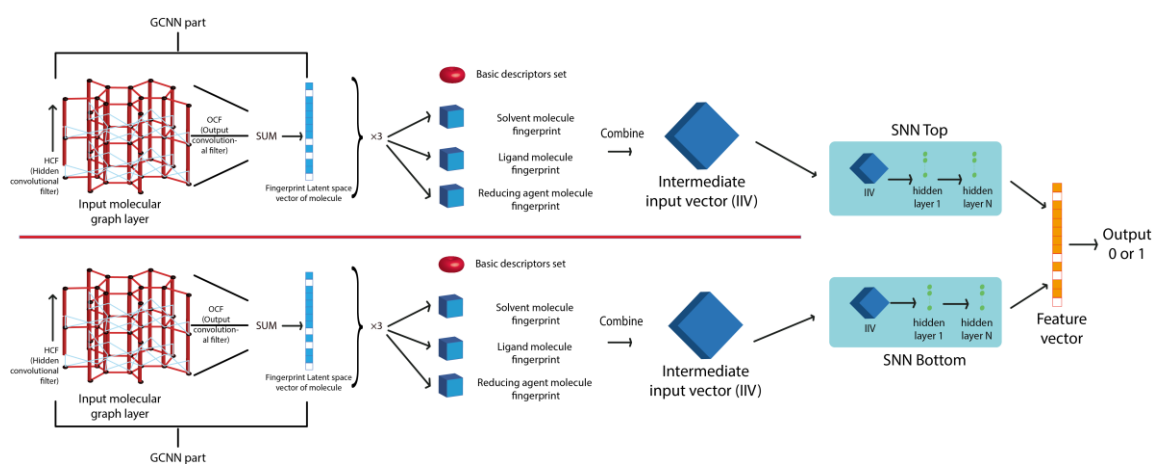 GCNN part
HCF
(Hidden
convolutional
filter)
OCF
(Output
convolution-
al filter)
SUM
Input molecular
graph layer
Fingerprint Latent space
vector of molecule
×3
Basic descriptors set
Solvent molecule
fingerprint
Ligand molecule
fingerprint
Reducing agent molecule
fingerprint
Combine
Intermediate
input vector (IIV)
SNN Top
IIV
hidden
layer 1
hidden
layer N
Output
0 or 1
Feature
vector
HCF
(Hidden
convolutional
filter)
OCF
(Output
convolution-
al filter)
SUM
Input molecular
graph layer
Fingerprint Latent space
vector of molecule
×3
Basic descriptors set
Solvent molecule
fingerprint
Ligand molecule
fingerprint
Reducing agent molecule
fingerprint
Combine
Intermediate
input vector (IIV)
IIV
hidden
layer 1
hidden
layer N
SNN Bottom
GCNN part